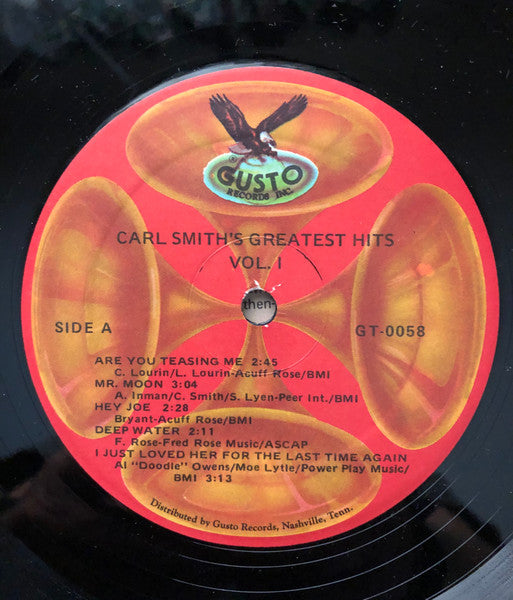 ®
GUSTO
RECORDS INC.
CARL SMITH'S GREATEST HITS
VOL. I
then-
SIDE A
GT-0058
ARE YOU TEASING ME 2:45
C. Lourin/L. Lourin-Acuff Rose/BMI
MR. MOON 3:04
A. Inman/C. Smith/S. Lyen-Peer Int./BMI
HEY JOE 2:28
Bryant-Acuff Rose/BMI
DEEP WATER 2:11
F. Rose-Fred Rose Music/ASCAP
I JUST LOVED HER FOR THE LAST TIME AGAIN
Al "Doodle" Owens/Moe Lytle/Power Play Music/
BMI 3:13
Distributed by Gusto Records, Nashville, Tenn.